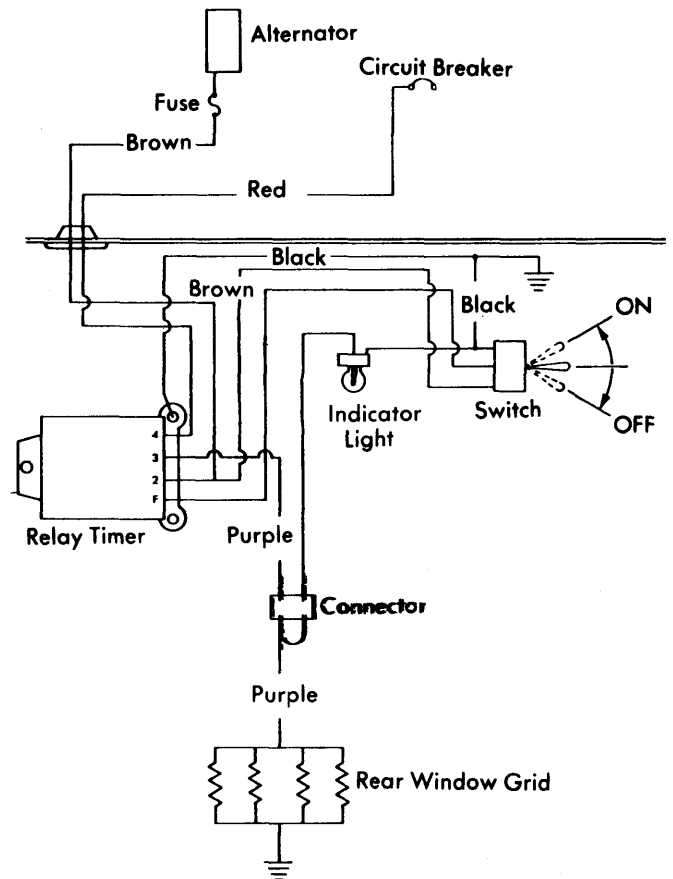 Alternator
Circuit Breaker
Fuse
Brown
Red
Black
Brown
Black
ON
Indicator
Light
Switch
OFF
4
3
2
F
Relay Timer
Purple
Connector
Purple
Rear Window Grid